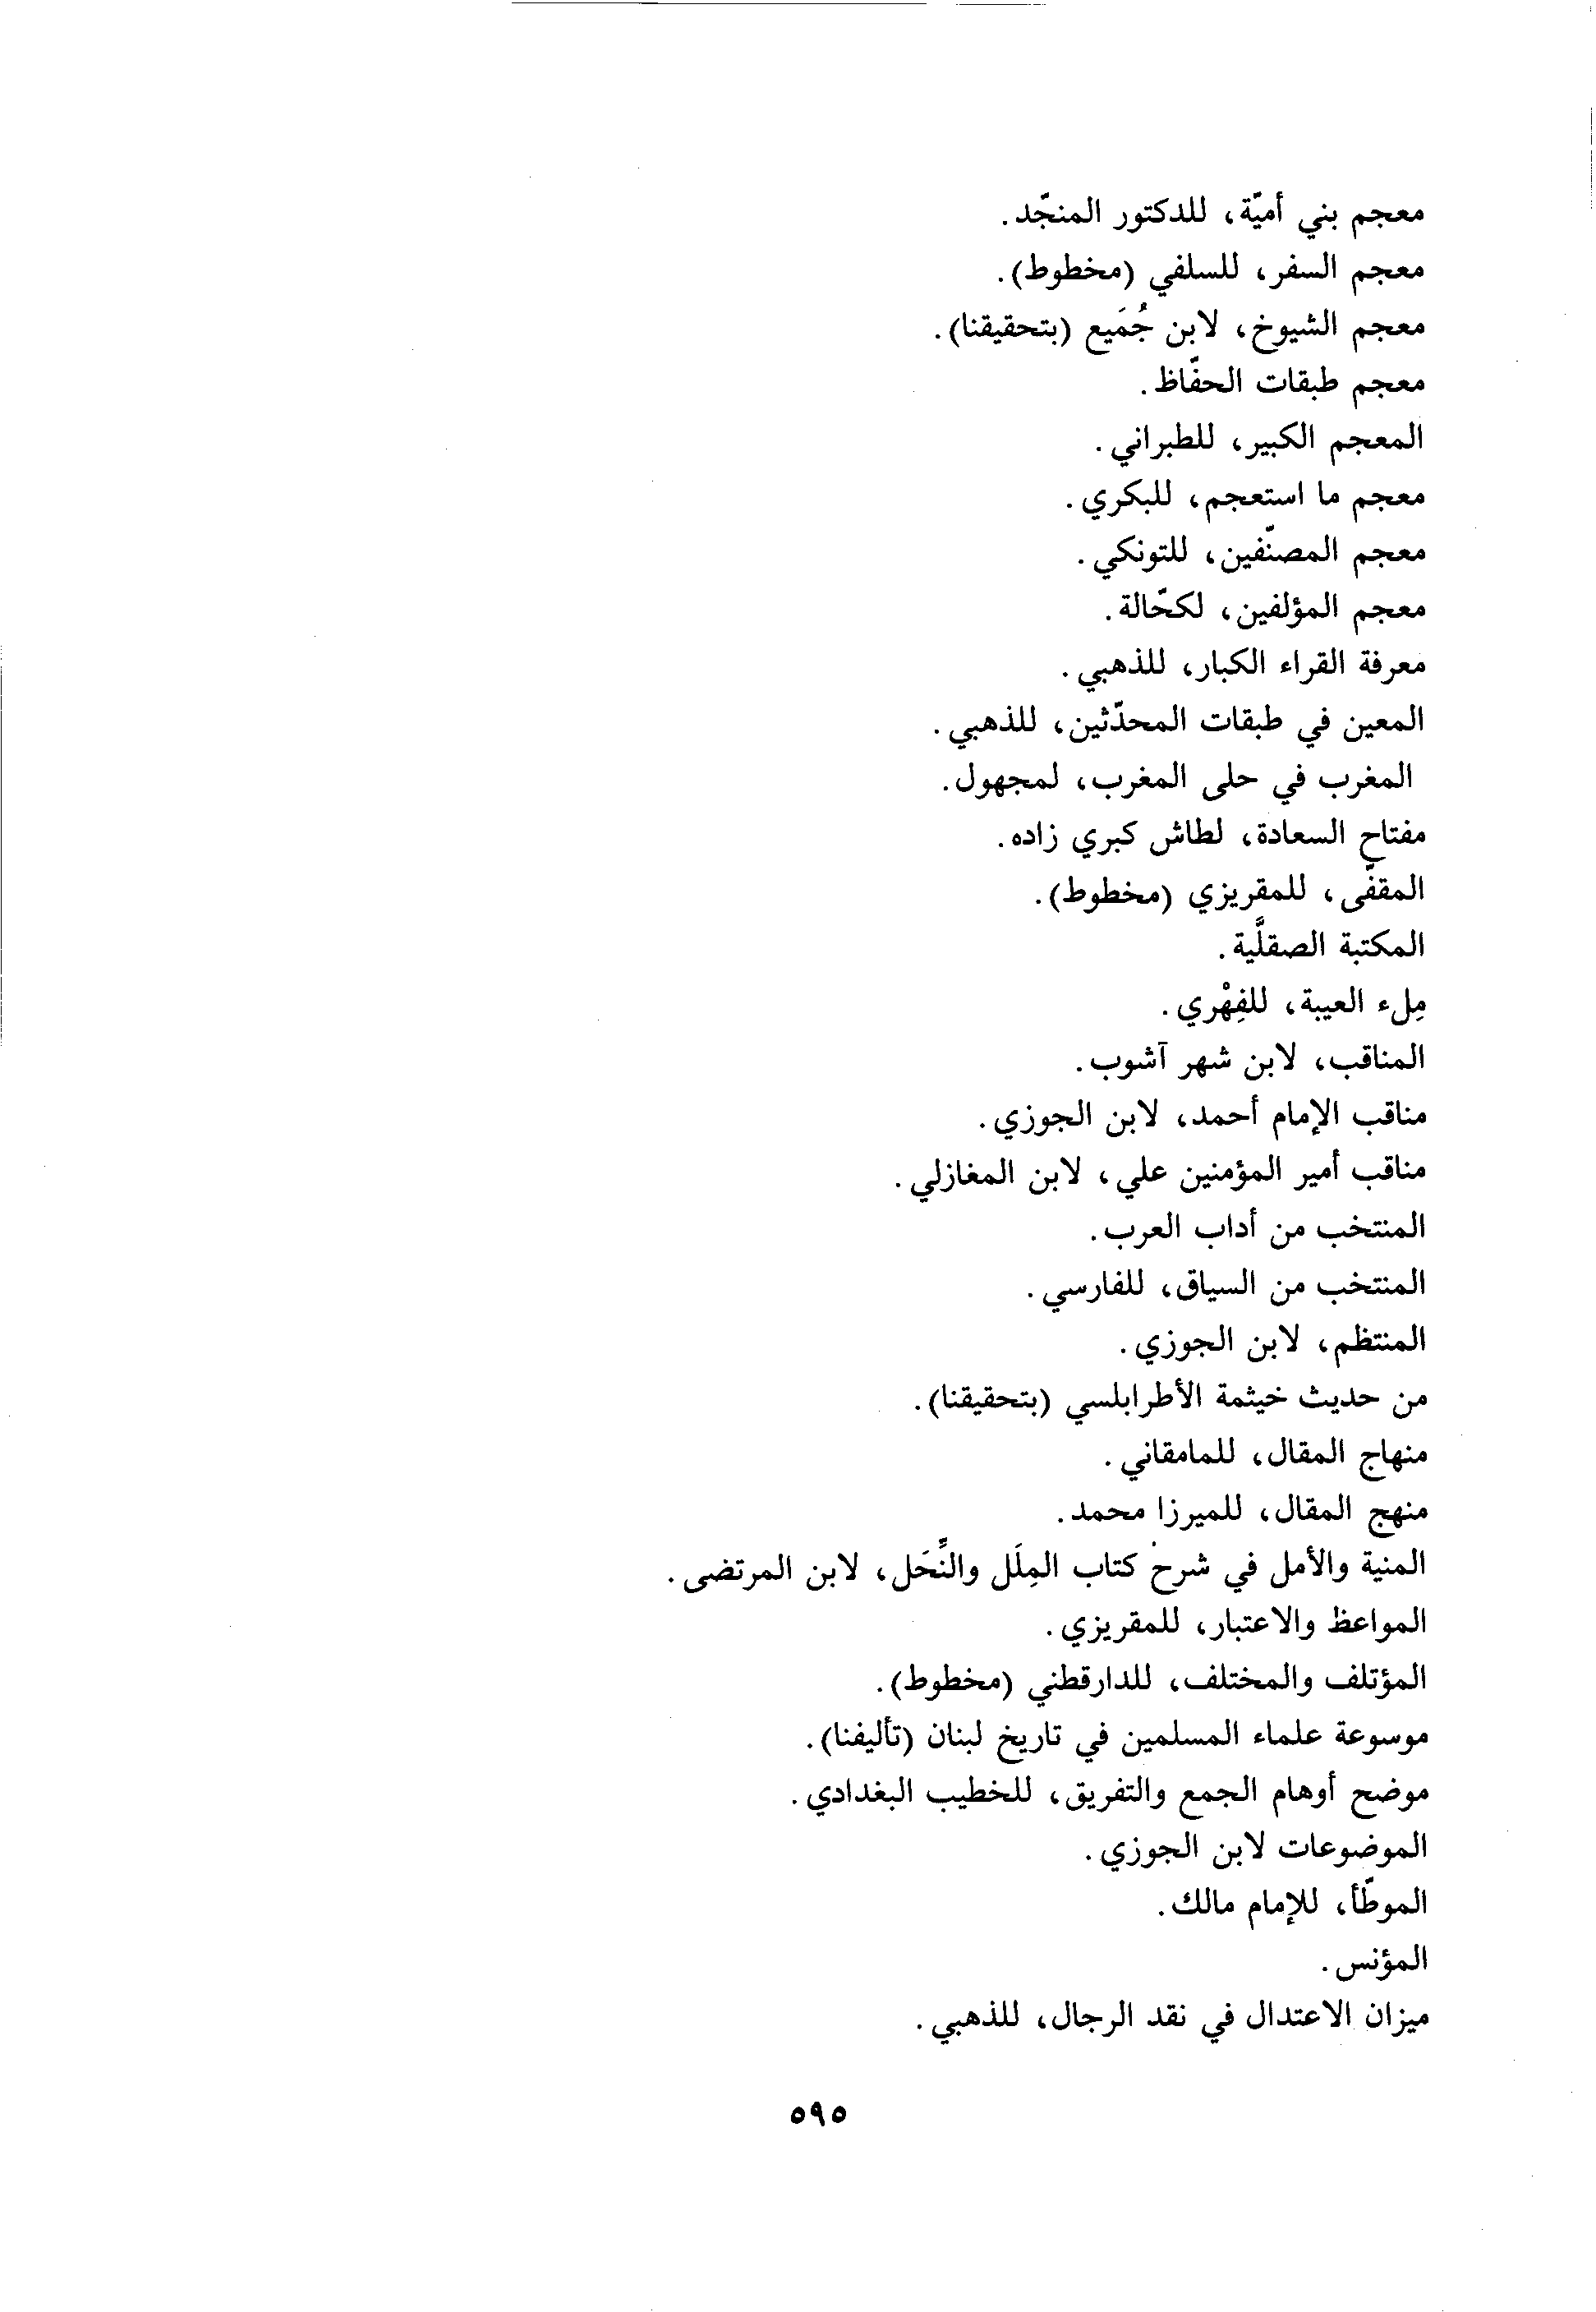 معجم بني أميّة، للدكتور المنجّد.
معجم السفر، للسلفي (مخطوط).
معجم الشيوخ، لابن جُمَيع (بتحقيقنا).
معجم طبقات الحفّاظ.
المعجم الكبير، للطبراني.
معجم ما استعجم، للبكري.
معجم المصنّفين، للتونكي.
معجم المؤلفين، لكحّالة.
معرفة القراء الكبار، للذهبي.
المعين في طبقات المحدّثين، للذهبي.
المغرب في حلى المغرب، لمجهول.
مفتاح السعادة، لطاش كبري زاده.
المقفّى، للمقريزي (مخطوط).
المكتبة الصقلّية.
مِلء العيبة، للفِهْري.
المناقب، لابن شهر آشوب.
مناقب الإمام أحمد، لابن الجوزي.
مناقب أمير المؤمنين علي، لابن المغازلي.
المنتخب من أداب العرب.
المنتخب من السياق، للفارسي.
المنتظم، لابن الجوزي.
من حديث خيثمة الأطرابلسي (بتحقيقنا).
منهاج المقال، للمامقاني.
منهج المقال، للميرزا محمد.
المنية والأمل في شرح كتاب المِلَل والنِّحَل، لابن المرتضى.
المواعظ والاعتبار، للمقريزي.
المؤتلف والمختلف، للدارقطني (مخطوط).
موسوعة علماء المسلمين في تاريخ لبنان (تأليفنا).
موضح أوهام الجمع والتفريق، للخطيب البغدادي.
الموضوعات لابن الجوزي.
الموطّأ، للإمام مالك.
المؤنس.
ميزان الاعتدال في نقد الرجال، للذهبي.
٥٩٥